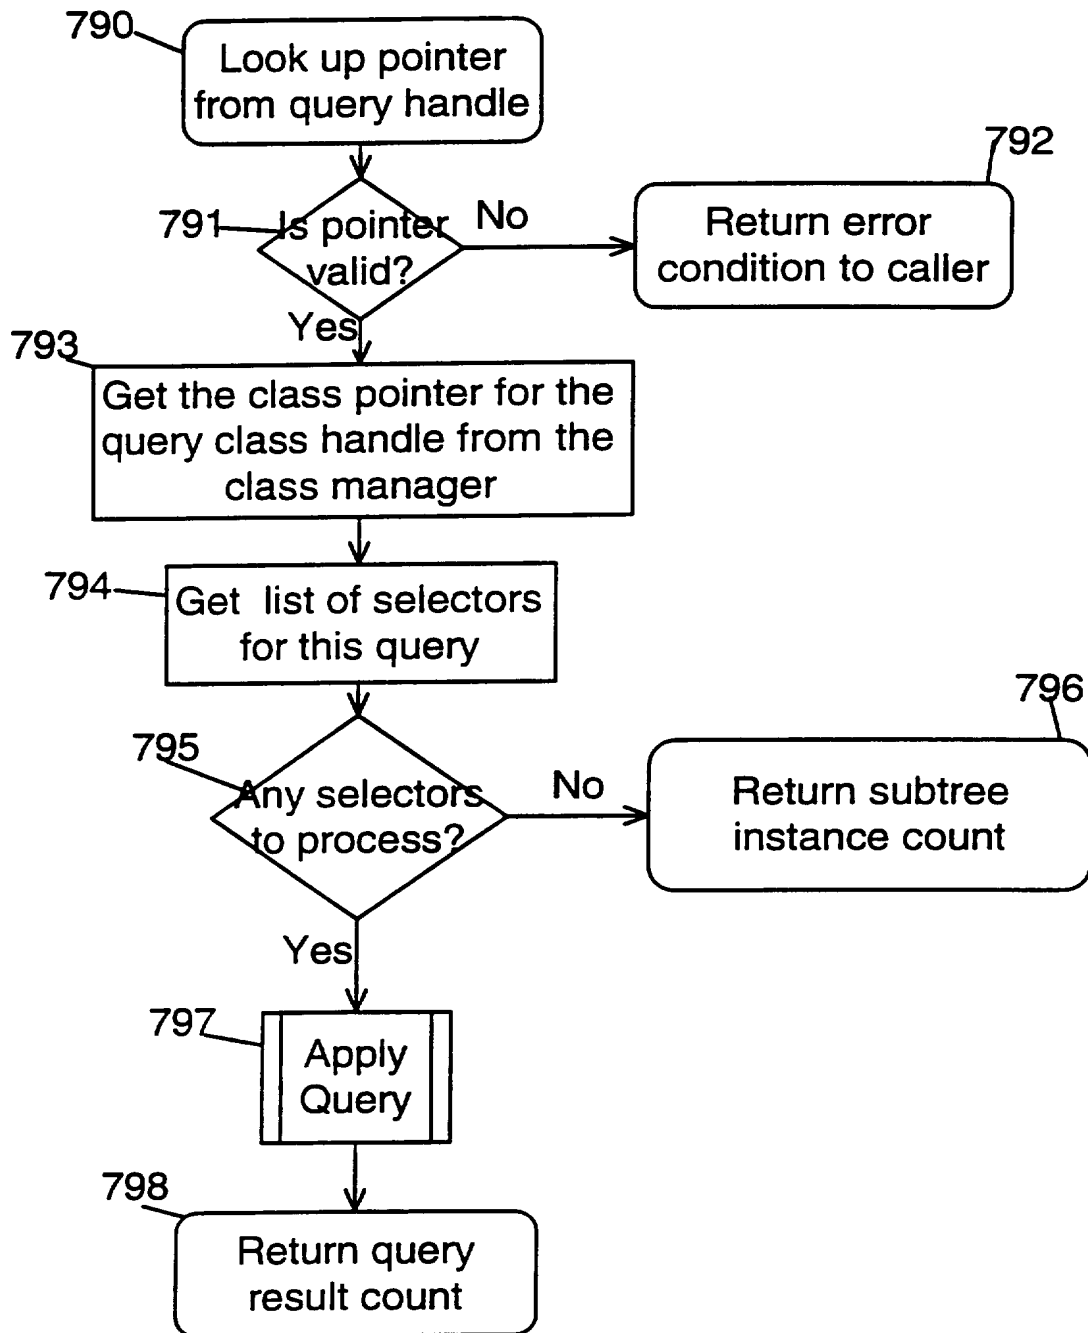 790
Look up pointer
from query handle
792
791
Is pointer
valid?
No
Return error
condition to caller
Yes
793
Get the class pointer for the
query class handle from the
class manager
794
Get list of selectors
for this query
796
795
Any selectors
to process?
No
Return subtree
instance count
Yes
797
Apply
Query
798
Return query
result count